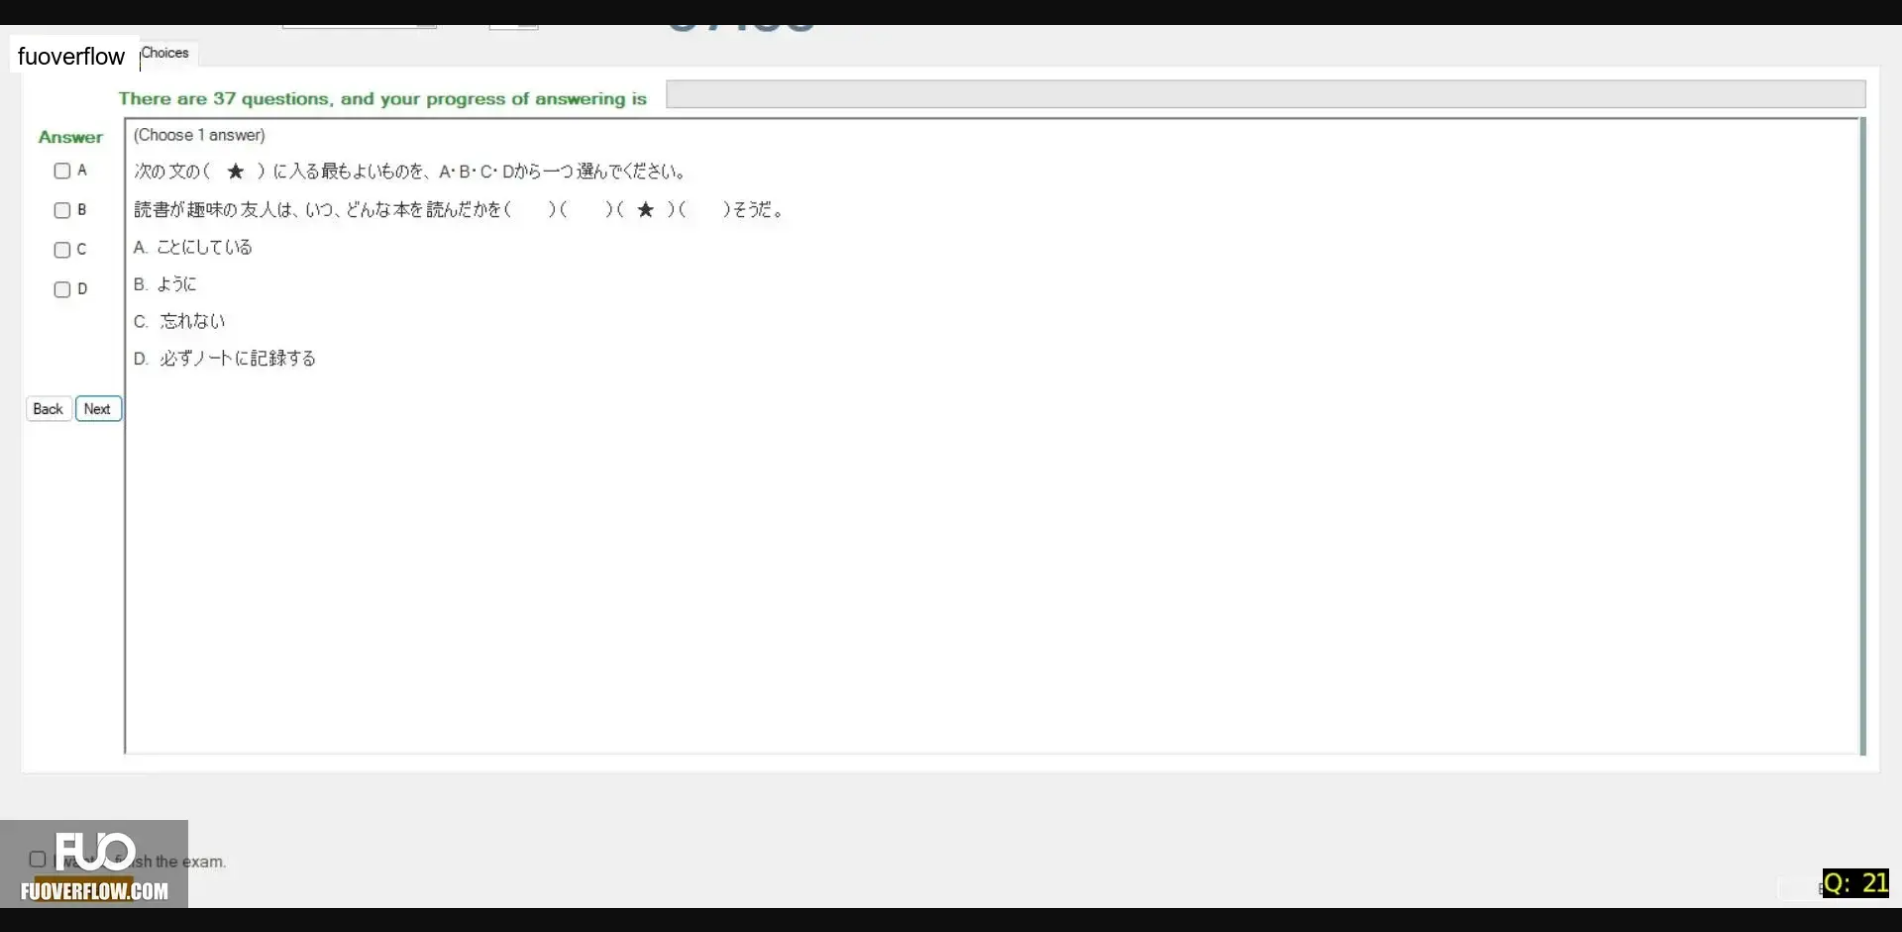 fuoverflow
Choices
There are 37 questions, and your progress of answering is
Answer
(Choose 1 answer)
A
次の文の( ★ )に入る最もよいものを、A・B・C・Dから一つ選んでください。
B
読書が趣味の友人は、いつ、どんな本を読んだかを( )( )( ★ )( )そうだ。
C
A. ことにしている
D
B. ように
C. 忘れない
D. 必ずノートに記録する
Back
Next
FUO
sh the exam.
FUOVERFLOW.COM
Q: 21